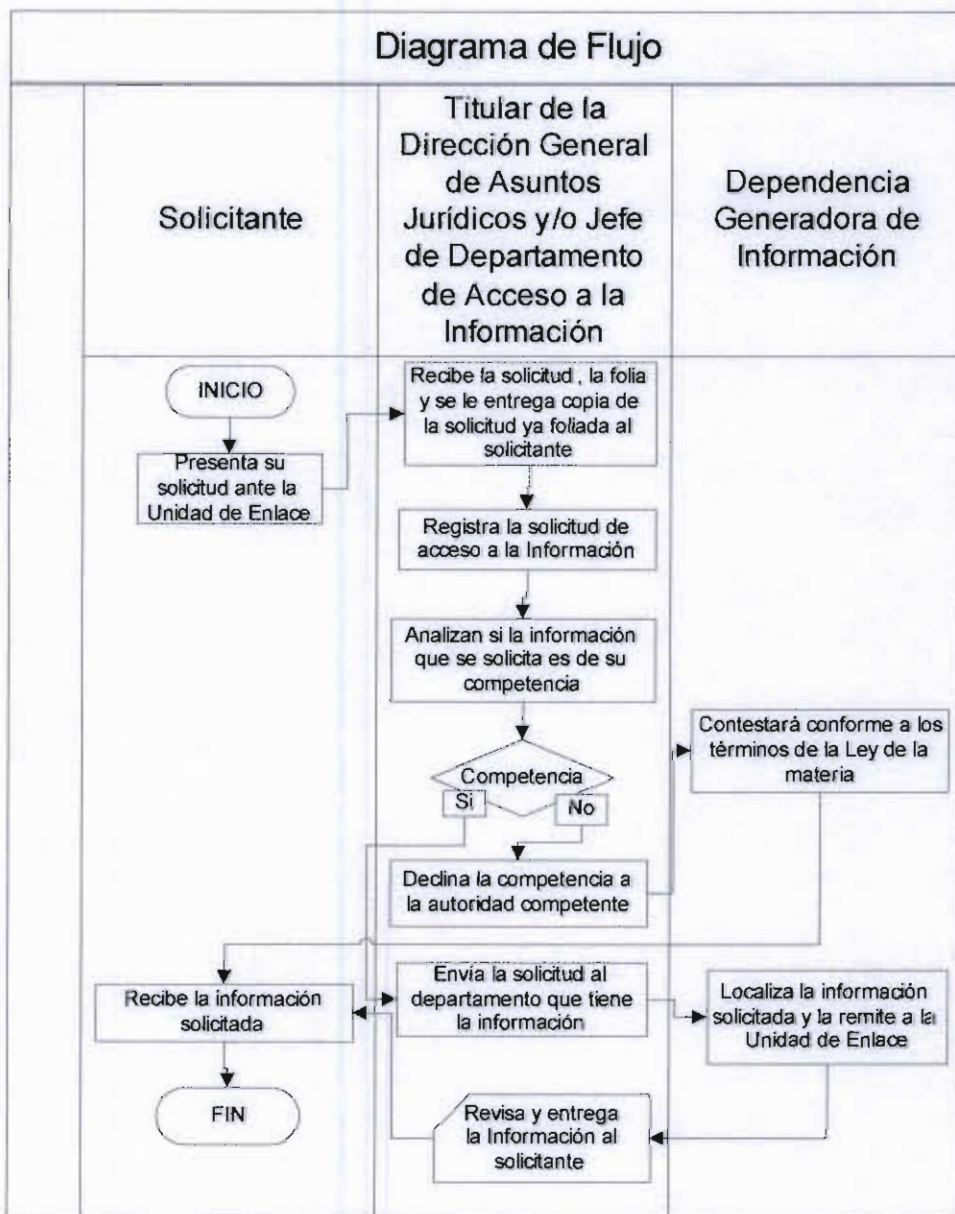 Diagrama de Flujo
Solicitante
Titular de la
Dirección General
de Asuntos
Jurídicos y/o Jefe
de Departamento
de Acceso a la
Información
Dependencia
Generadora de
Información
INICIO
Presenta su
solicitud ante la
Unidad de Enlace
Recibe la solicitud , la folia
y se le entrega copia de
la solicitud ya foliada al
solicitante
Registra la solicitud de
acceso a la Información
Analizan si la información
que se solicita es de su
competencia
Competencia
Si
No
Declina la competencia a
la autoridad competente
Contestará conforme a los
términos de la Ley de la
materia
Envía la solicitud al
departamento que tiene
la información
Localiza la información
solicitada y la remite a la
Unidad de Enlace
Revisa y entrega
la Información al
solicitante
Recibe la información
solicitada
FIN